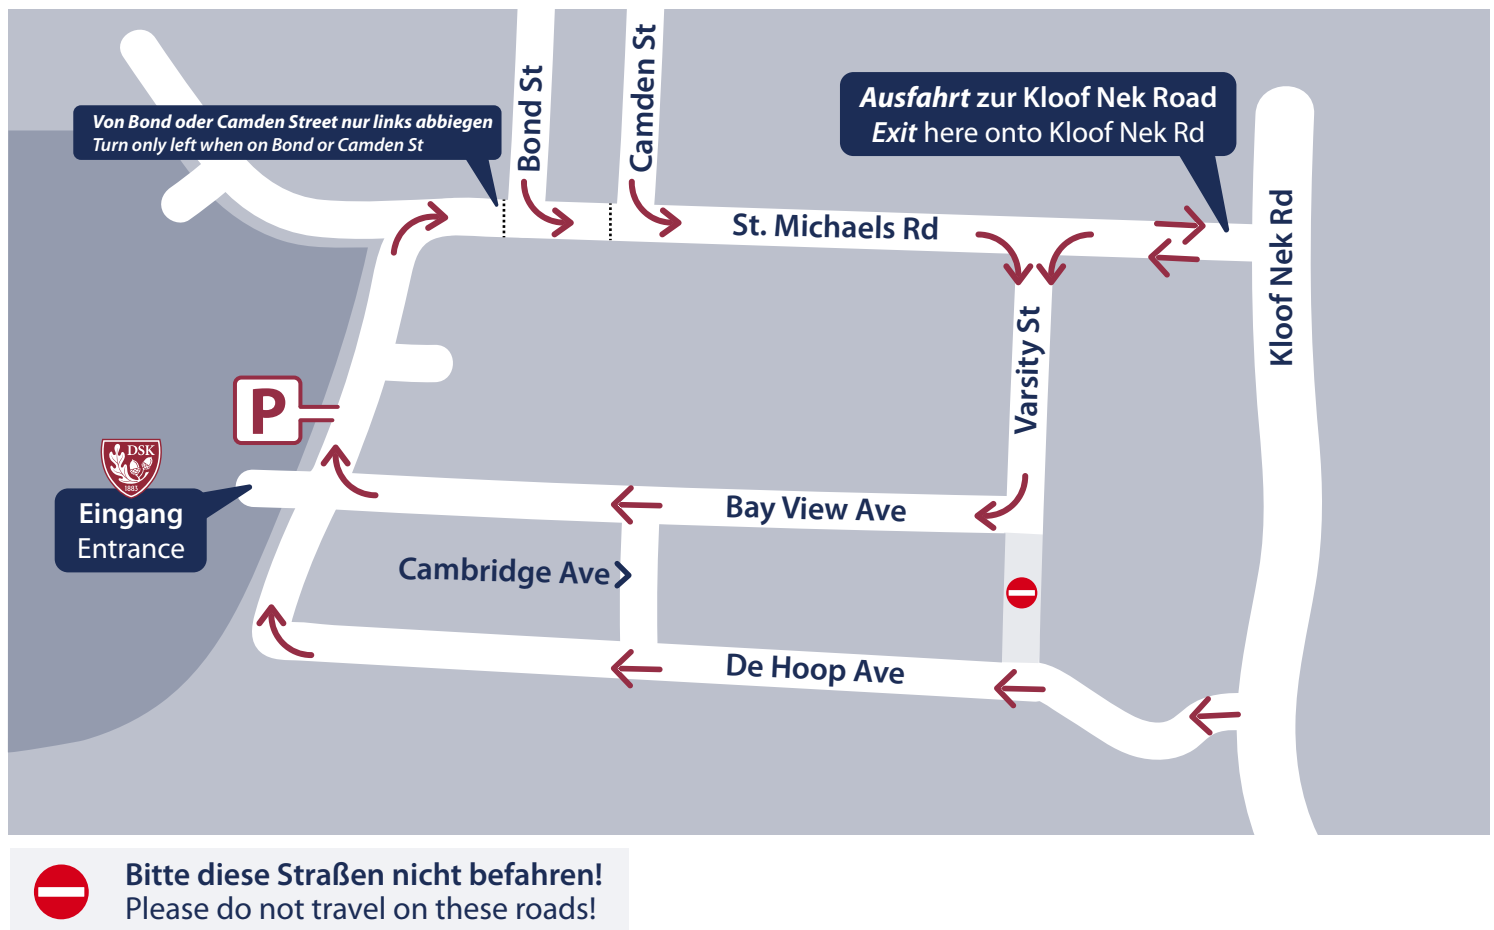 Bond St
Camden St
Von Bond oder Camden Street nur links abbiegen
Turn only left when on Bond or Camden St
Ausfahrt zur Kloof Nek Road
Exit here onto Kloof Nek Rd
St. Michaels Rd
Kloof Nek Rd
Varsity St
P
DSK
1883
Eingang
Entrance
Bay View Ave
Cambridge Ave
De Hoop Ave
Bitte diese Straßen nicht befahren!
Please do not travel on these roads!